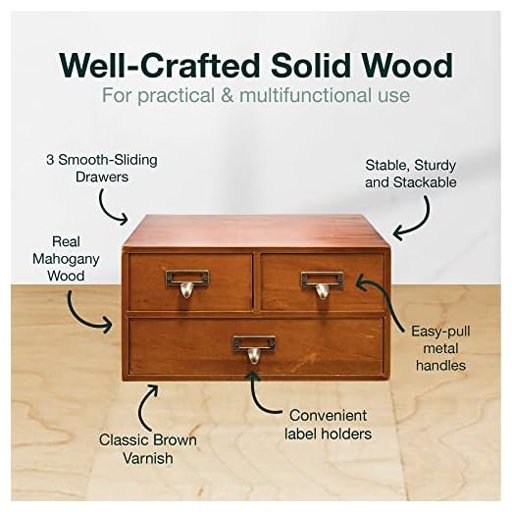 Well-Crafted Solid Wood
For practical & multifunctional use
3 Smooth-Sliding
Drawers
Stable, Sturdy
and Stackable
Real
Mahogany
Wood
Easy-pull
metal
handles
Convenient
label holders
Classic Brown
Varnish